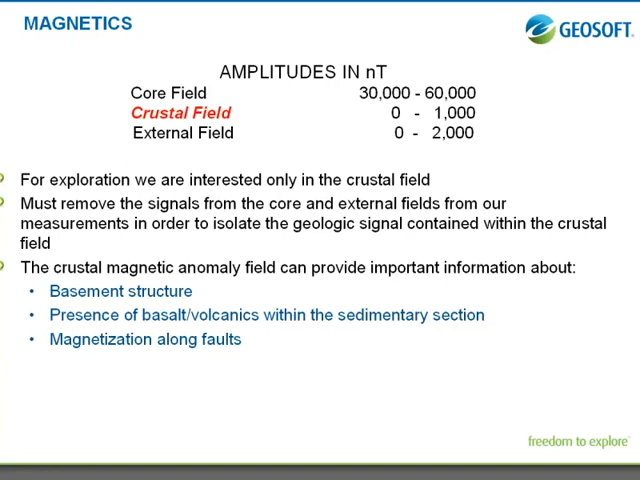 MAGNETICS
GEOSOFT.
AMPLITUDES IN nT
Core Field 30,000 - 60,000
Crustal Field 0 - 1,000
External Field 0 - 2,000
For exploration we are interested only in the crustal field
Must remove the signals from the core and external fields from our
measurements in order to isolate the geologic signal contained within the crustal
field
The crustal magnetic anomaly field can provide important information about:
• Basement structure
• Presence of basalt/volcanics within the sedimentary section
• Magnetization along faults
freedom to explore